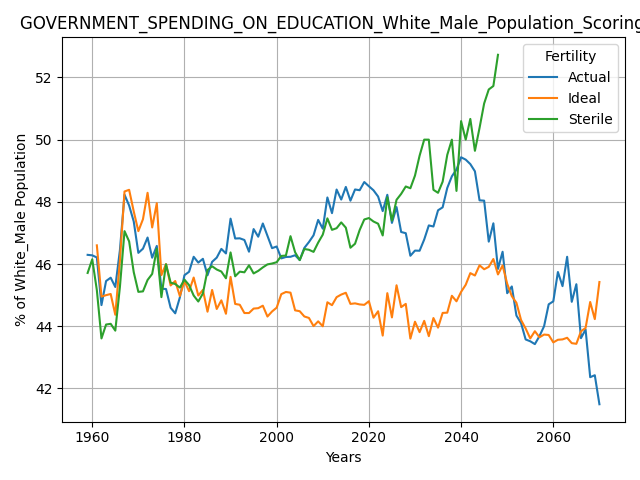 GOVERNMENT_SPENDING_ON_EDUCATION_White_Male_Population_Scoring
Fertility
Actual
Ideal
Sterile
% of White_Male Population
52
50
48
46
44
42
1960
1980
2000
2020
2040
2060
Years